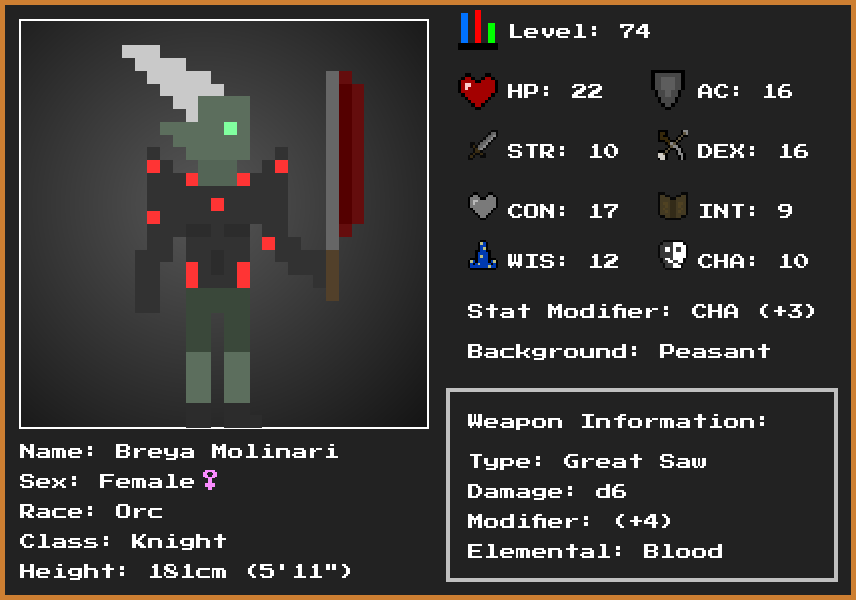 Level: 74
HP: 22 AC: 16
STR: 10 DEX: 16
CON: 17 INT: 9
WIS: 12 CHA: 10
Stat Modifier: CHA (+3)
Background: Peasant
Name: Breya Molinari
Sex: Female♀
Race: Orc
Class: Knight
Height: 181cm (5'11")
Weapon Information:
Type: Great Saw
Damage: d6
Modifier: (+4)
Elemental: Blood